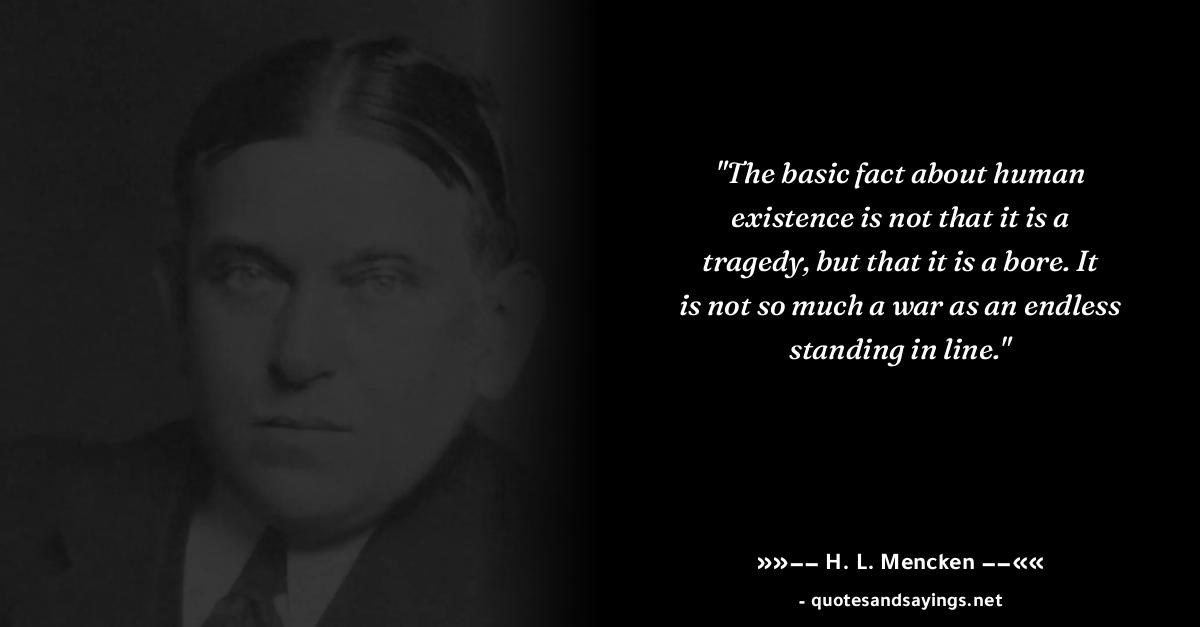 "The basic fact about human
existence is not that it is a
tragedy, but that it is a bore. It
is not so much a war as an endless
standing in line."
»»−− H. L. Mencken −−««
- quotesandsayings.net